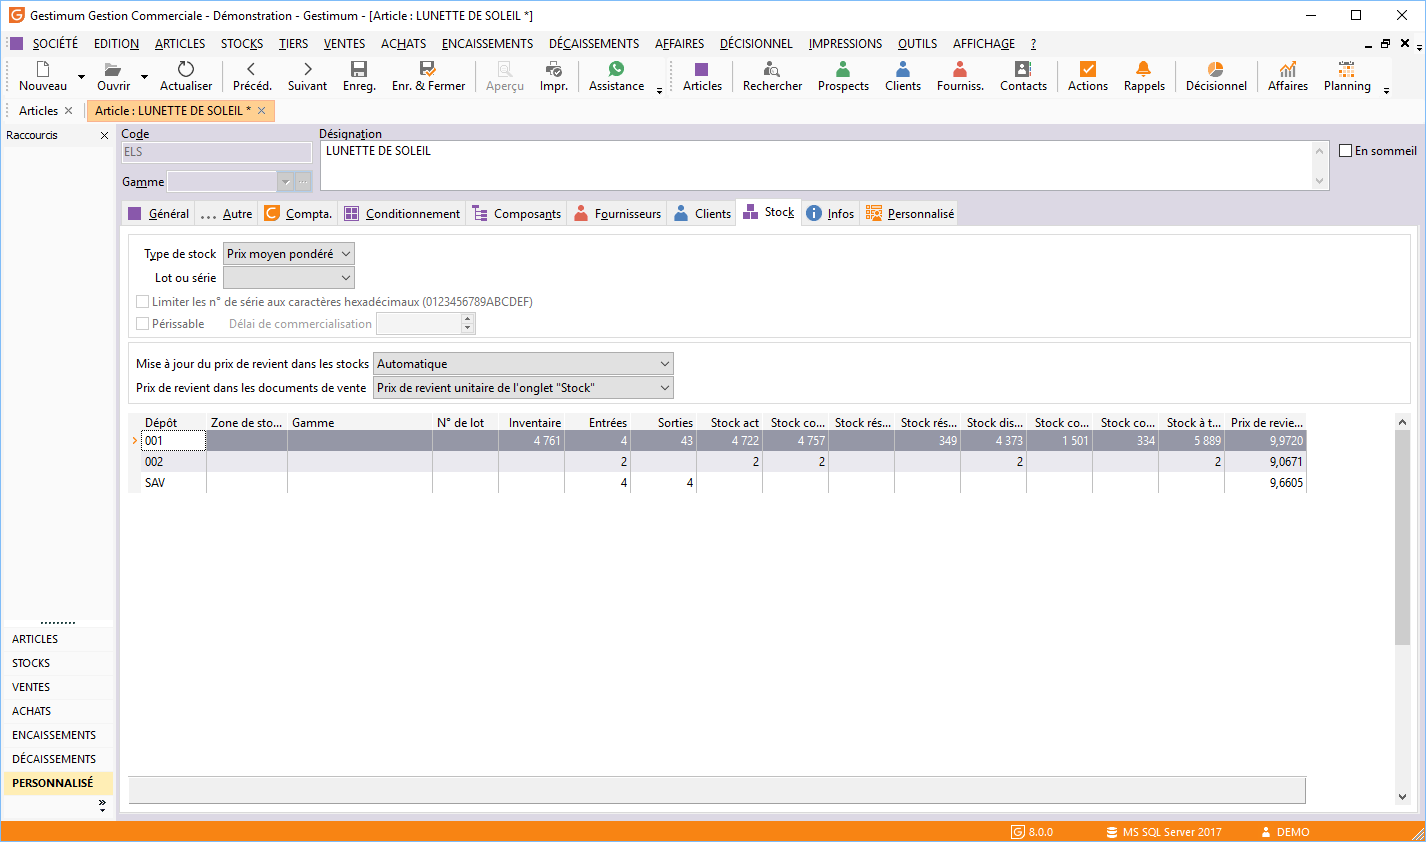 Gestimum Gestion Commerciale - Démonstration - Gestimum - [Article : LUNETTE DE SOLEIL *]
SOCIÉTÉ EDITION ARTICLES STOCKS TIERS VENTES ACHATS ENCAISSEMENTS DÉCAISSEMENTS AFFAIRES DÉCISIONNEL IMPRESSIONS OUTILS AFFICHAGE ?
Nouveau Ouvrir Actualiser Précéd. Suivant Enreg. Enr. & Fermer Aperçu Impr. Assistance Articles Rechercher Prospects Clients Fourniss. Contacts Actions Rappels Décisionnel Affaires Planning
Articles Article : LUNETTE DE SOLEIL *
Raccourcis
Code Désignation
ELS LUNETTE DE SOLEIL En sommeil
Gamme
Général Autre Compta. Conditionnement Composants Fournisseurs Clients Stock Infos Personnalisé
Type de stock Prix moyen pondéré
Lot ou série
Limiter les n° de série aux caractères hexadécimaux (0123456789ABCDEF)
Périssable Délai de commercialisation
Mise à jour du prix de revient dans les stocks Automatique
Prix de revient dans les documents de vente Prix de revient unitaire de l'onglet "Stock"
Dépôt Zone de sto... Gamme N° de lot Inventaire Entrées Sorties Stock act Stock co... Stock rés... Stock rés... Stock dis... Stock co... Stock co... Stock à t... Prix de revie...
001 4 761 4 43 4 722 4 757 349 4 373 1 501 334 5 889 9,9720
002 2 2 2 2 2 9,0671
SAV 4 4 9,6605
ARTICLES
STOCKS
VENTES
ACHATS
ENCAISSEMENTS
DÉCAISSEMENTS
PERSONNALISÉ
8.0.0 MS SQL Server 2017 DEMO